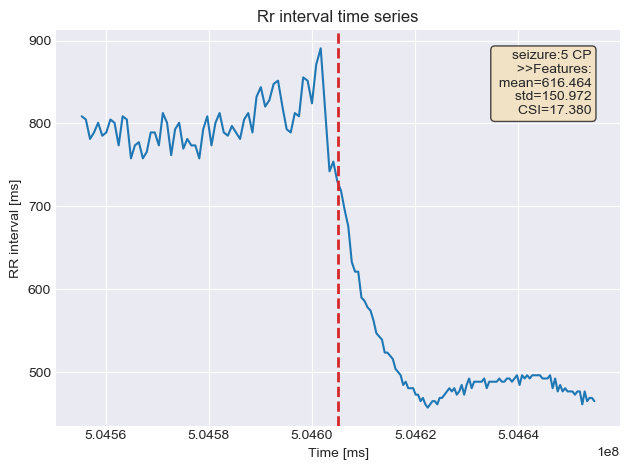 Rr interval time series
seizure:5 CP
>>Features:
mean=616.464
std=150.972
CSI=17.380
900
800
700
600
500
RR interval [ms]
5.0456 5.0458 5.0460 5.0462 5.0464
1e8
Time [ms]